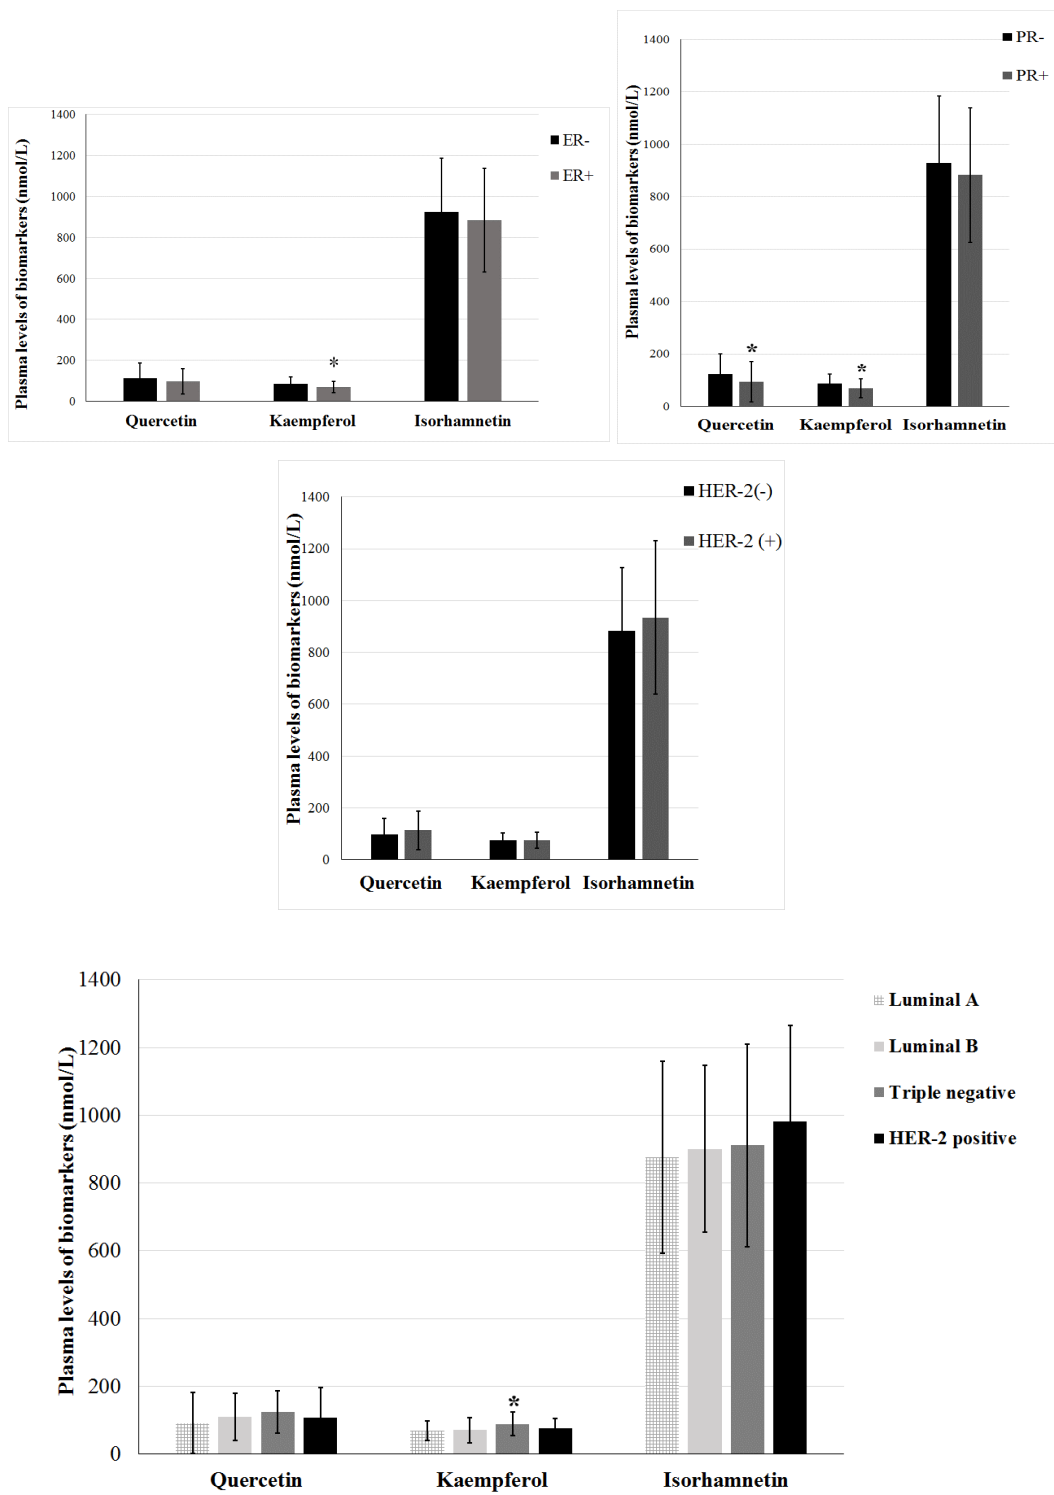 Plasma levels of biomarkers (nmol/L)
1400
1200
1000
800
600
400
200
0
ER-
ER+
*
Quercetin Kaempferol Isorhamnetin
Plasma levels of biomarkers (nmol/L)
1400
1200
1000
800
600
400
200
0
PR-
PR+
*
*
Quercetin Kaempferol Isorhamnetin
Plasma levels of biomarkers (nmol/L)
1400
1200
1000
800
600
400
200
0
HER-2(-)
HER-2 (+)
Quercetin Kaempferol Isorhamnetin
Plasma levels of biomarkers (nmol/L)
1400
1200
1000
800
600
400
200
0
Luminal A
Luminal B
Triple negative
HER-2 positive
*
Quercetin Kaempferol Isorhamnetin